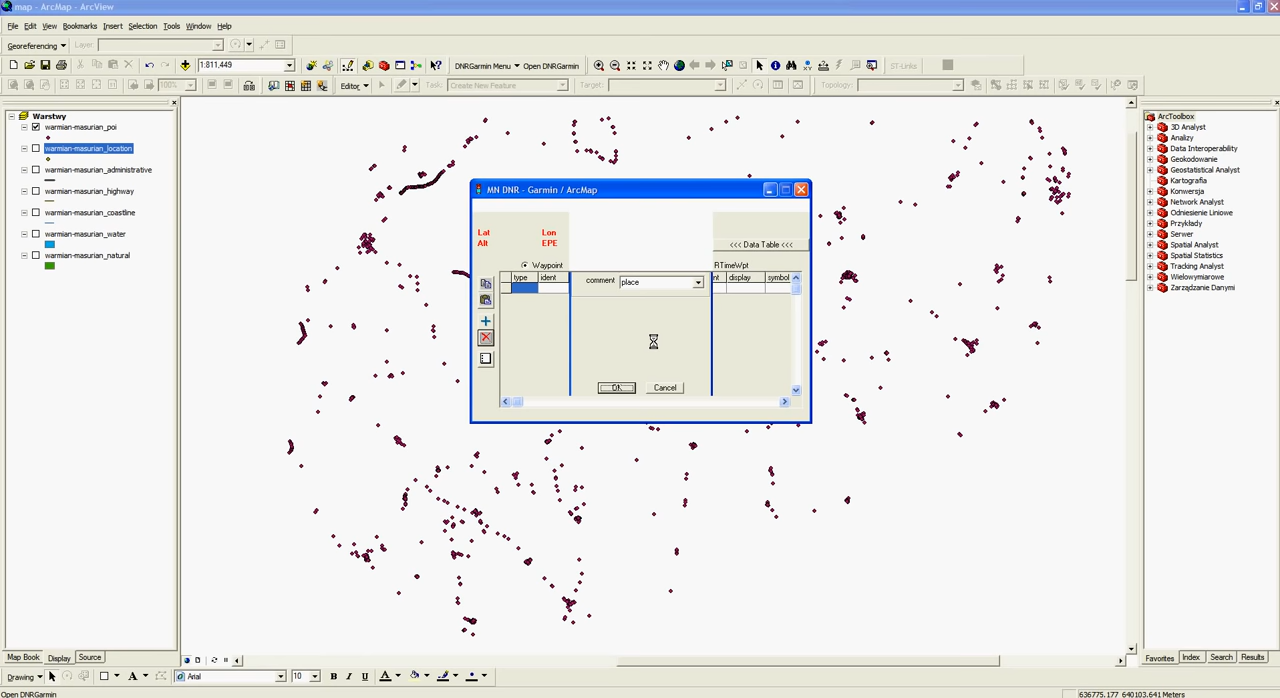 map - ArcMap - ArcView
File Edit View Bookmarks Insert Selection Tools Window Help
Georeferencing Layer:
1:811,449 DNRGarmin Menu Open DNRGarmin ST-Links
190% Editor Task: Create New Feature Target: Topology:
Warstwy
warmian-masurian_poi
warmian-masurian_location
warmian-masurian_administrative
warmian-masurian_highway
warmian-masurian_coastline
warmian-masurian_water
warmian-masurian_natural
MN DNR - Garmin / ArcMap
Lat Lon
Alt EPE
<<< Data Table <<<
Waypoint RTimeWpt
type ident comment place nt display symbol
OK Cancel
ArcToolbox
3D Analyst
Analizy
Data Interoperability
Geokodowanie
Geostatistical Analyst
Kartografia
Konwersja
Network Analyst
Odniesienie Liniowe
Przykłady
Serwer
Spatial Analyst
Spatial Statistics
Tracking Analyst
Wielowymiarowe
Zarządzanie Danymi
Map Book Display Source
Favorites Index Search Results
Drawing A Arial 10 B I U A
Open DNRGarmin 636775.177 640103.641 Meters